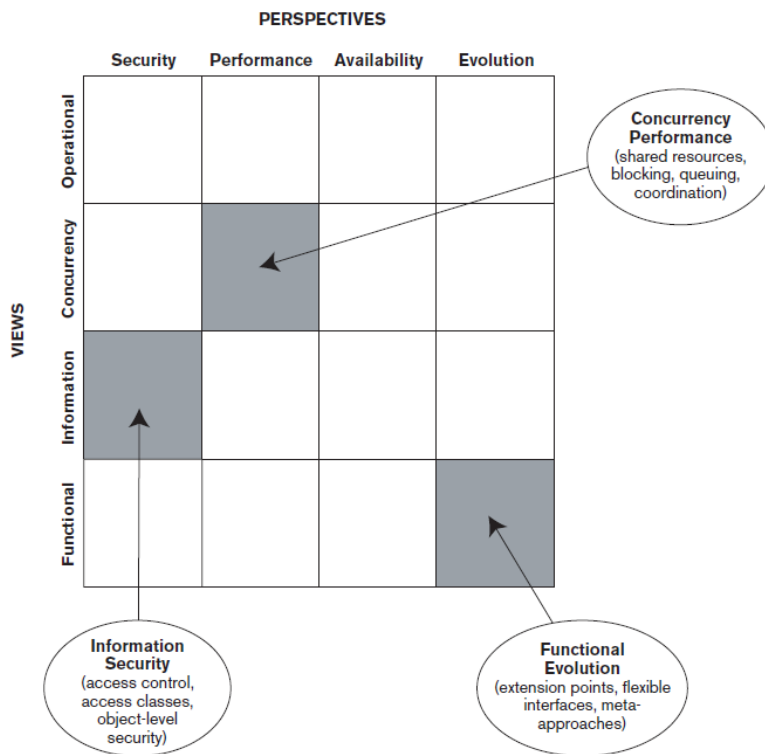 PERSPECTIVES
Security Performance Availability Evolution
VIEWS
Operational
Concurrency
Information
Functional
Concurrency
Performance
(shared resources,
blocking, queuing,
coordination)
Information
Security
(access control,
access classes,
object-level
security)
Functional
Evolution
(extension points, flexible
interfaces, meta-
approaches)